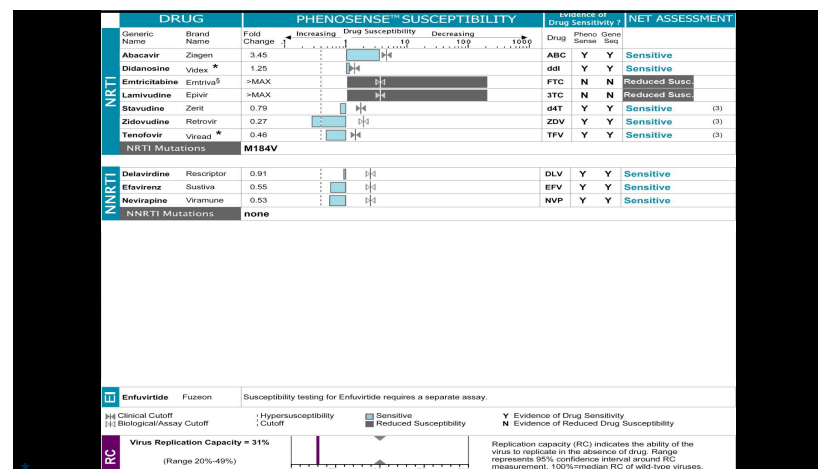 DRUG PHENOSENSE™ SUSCEPTIBILITY Evidence of Drug Sensitivity ? NET ASSESSMENT
Generic Name Brand Name Fold Change Increasing Drug Susceptibility Decreasing Drug Pheno Sense Gene Seq
.1 1 10 100 1000
NRTI
Abacavir Ziagen 3.45 ABC Y Y Sensitive
Didanosine Videx * 1.25 ddI Y Y Sensitive
Emtricitabine Emtriva§ >MAX FTC N N Reduced Susc.
Lamivudine Epivir >MAX 3TC N N Reduced Susc.
Stavudine Zerit 0.79 d4T Y Y Sensitive (3)
Zidovudine Retrovir 0.27 ZDV Y Y Sensitive (3)
Tenofovir Viread * 0.46 TFV Y Y Sensitive (3)
NRTI Mutations M184V
NNRTI
Delavirdine Rescriptor 0.91 DLV Y Y Sensitive
Efavirenz Sustiva 0.55 EFV Y Y Sensitive
Nevirapine Viramune 0.53 NVP Y Y Sensitive
NNRTI Mutations none
EI Enfuvirtide Fuzeon Susceptibility testing for Enfuvirtide requires a separate assay.
Clinical Cutoff Hypersusceptibility Sensitive Y Evidence of Drug Sensitivity
Biological/Assay Cutoff Cutoff Reduced Susceptibility N Evidence of Reduced Drug Susceptibility
RC
Virus Replication Capacity = 31%
(Range 20%-49%)
Replication capacity (RC) indicates the ability of the
virus to replicate in the absence of drug. Range
represents 95% confidence interval around RC
measurement. 100%=median RC of wild-type viruses.
*